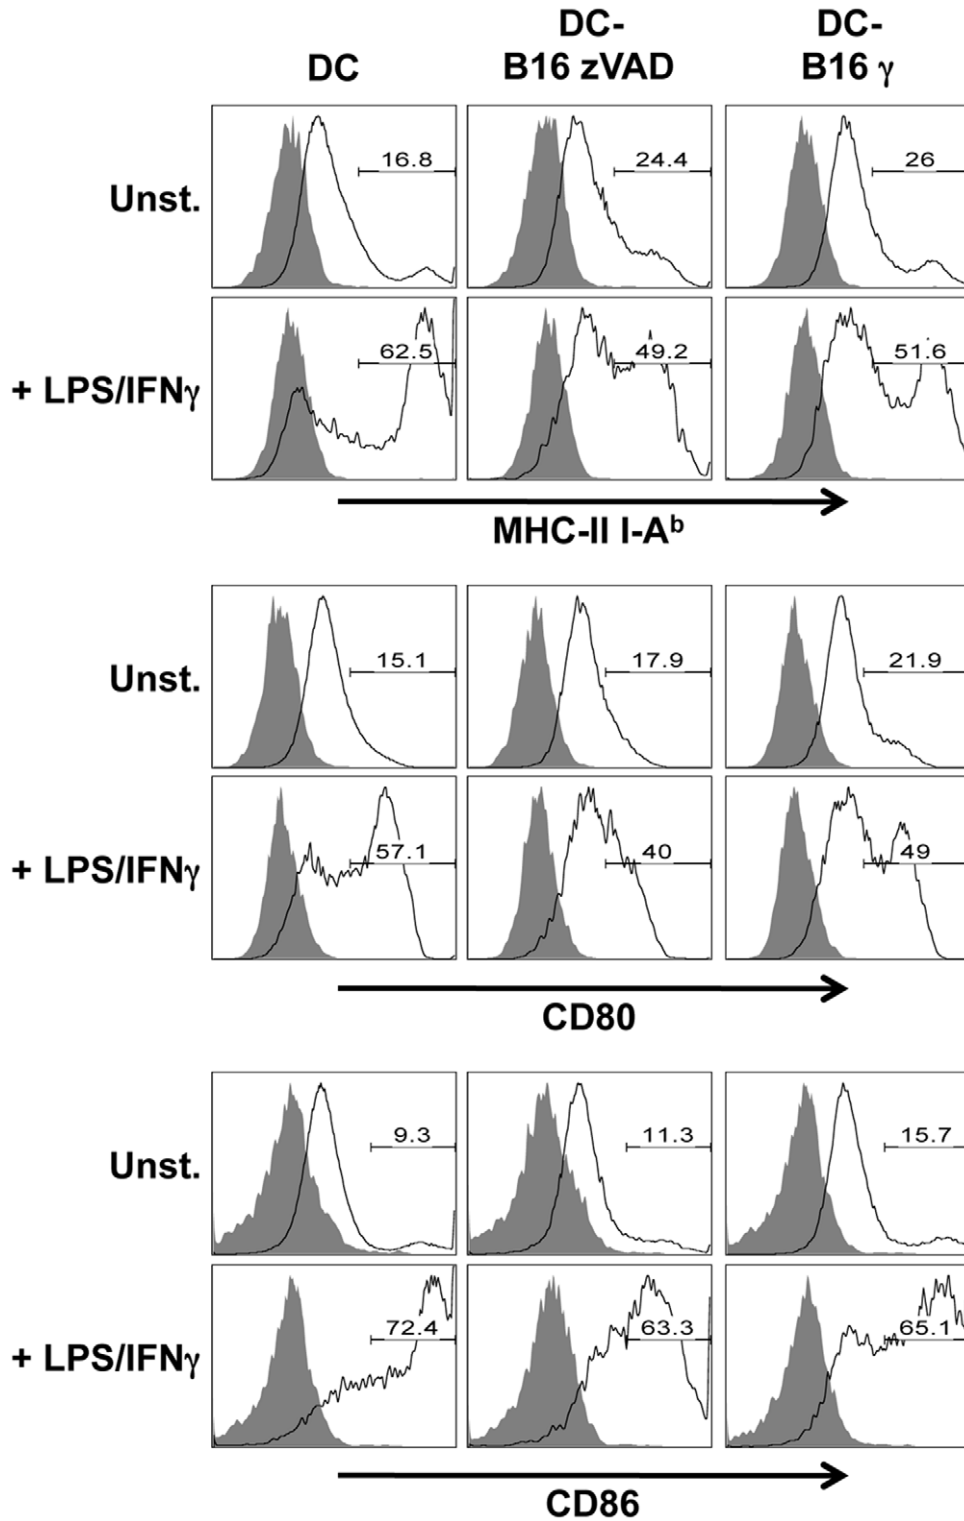 DC
DC-
B16 zVAD
DC-
B16 γ
Unst.
16.8
24.4
26
+ LPS/IFNγ
62.5
49.2
51.6
MHC-II I-Aᵇ
Unst.
15.1
17.9
21.9
+ LPS/IFNγ
57.1
40
49
CD80
Unst.
9.3
11.3
15.7
+ LPS/IFNγ
72.4
63.3
65.1
CD86